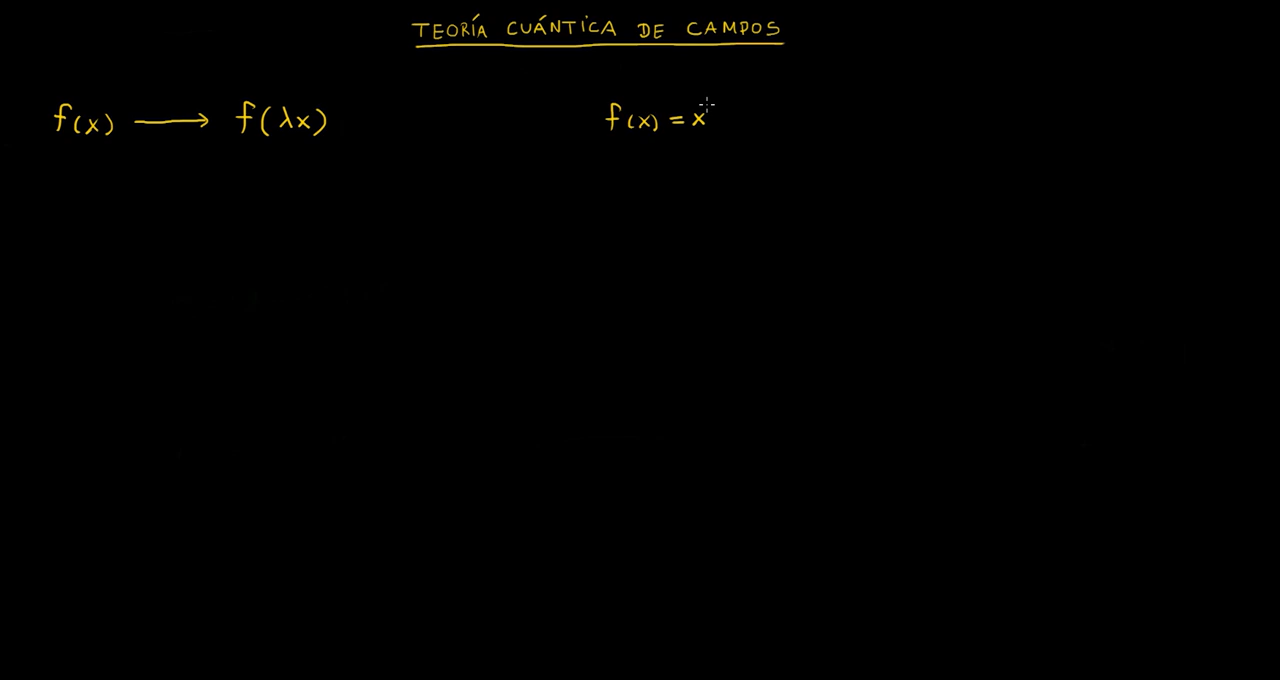 TEORÍA CUÁNTICA DE CAMPOS
f(x) ⟶ f(λx)
f(x) = x